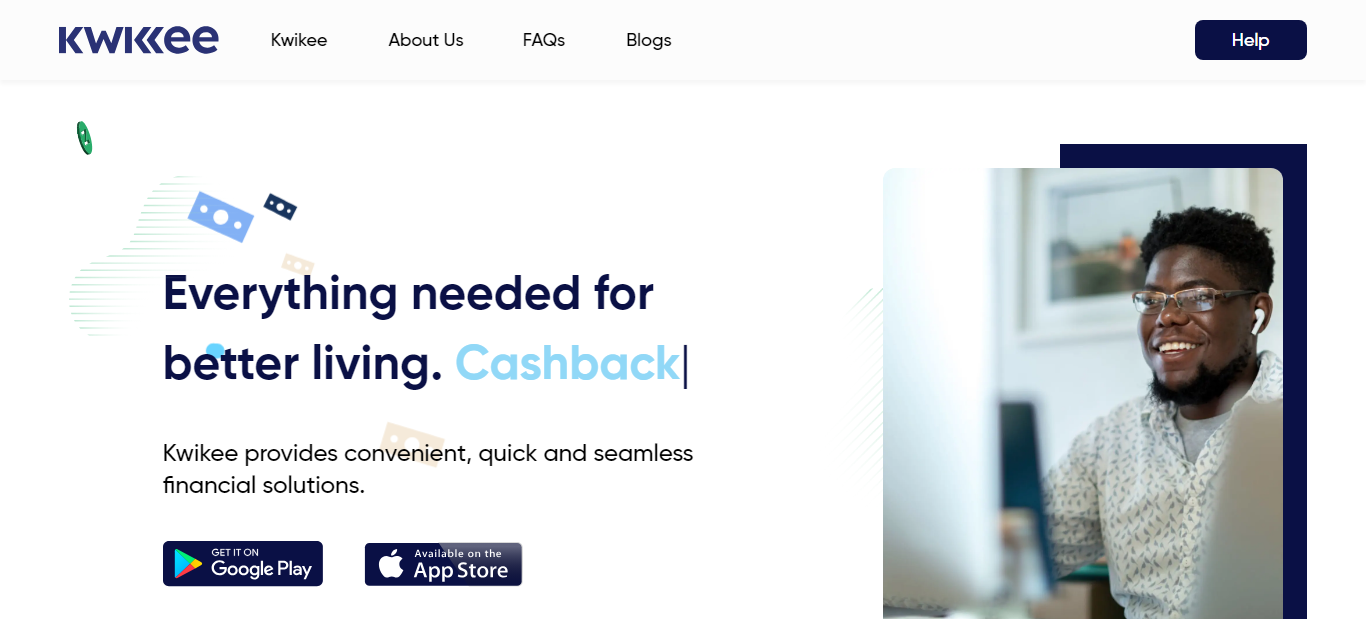 KWIKKEE
Kwikee
About Us
FAQs
Blogs
Help
Everything needed for
better living. Cashback|
Kwikee provides convenient, quick and seamless
financial solutions.
GET IT ON
Google Play
Available on the
App Store